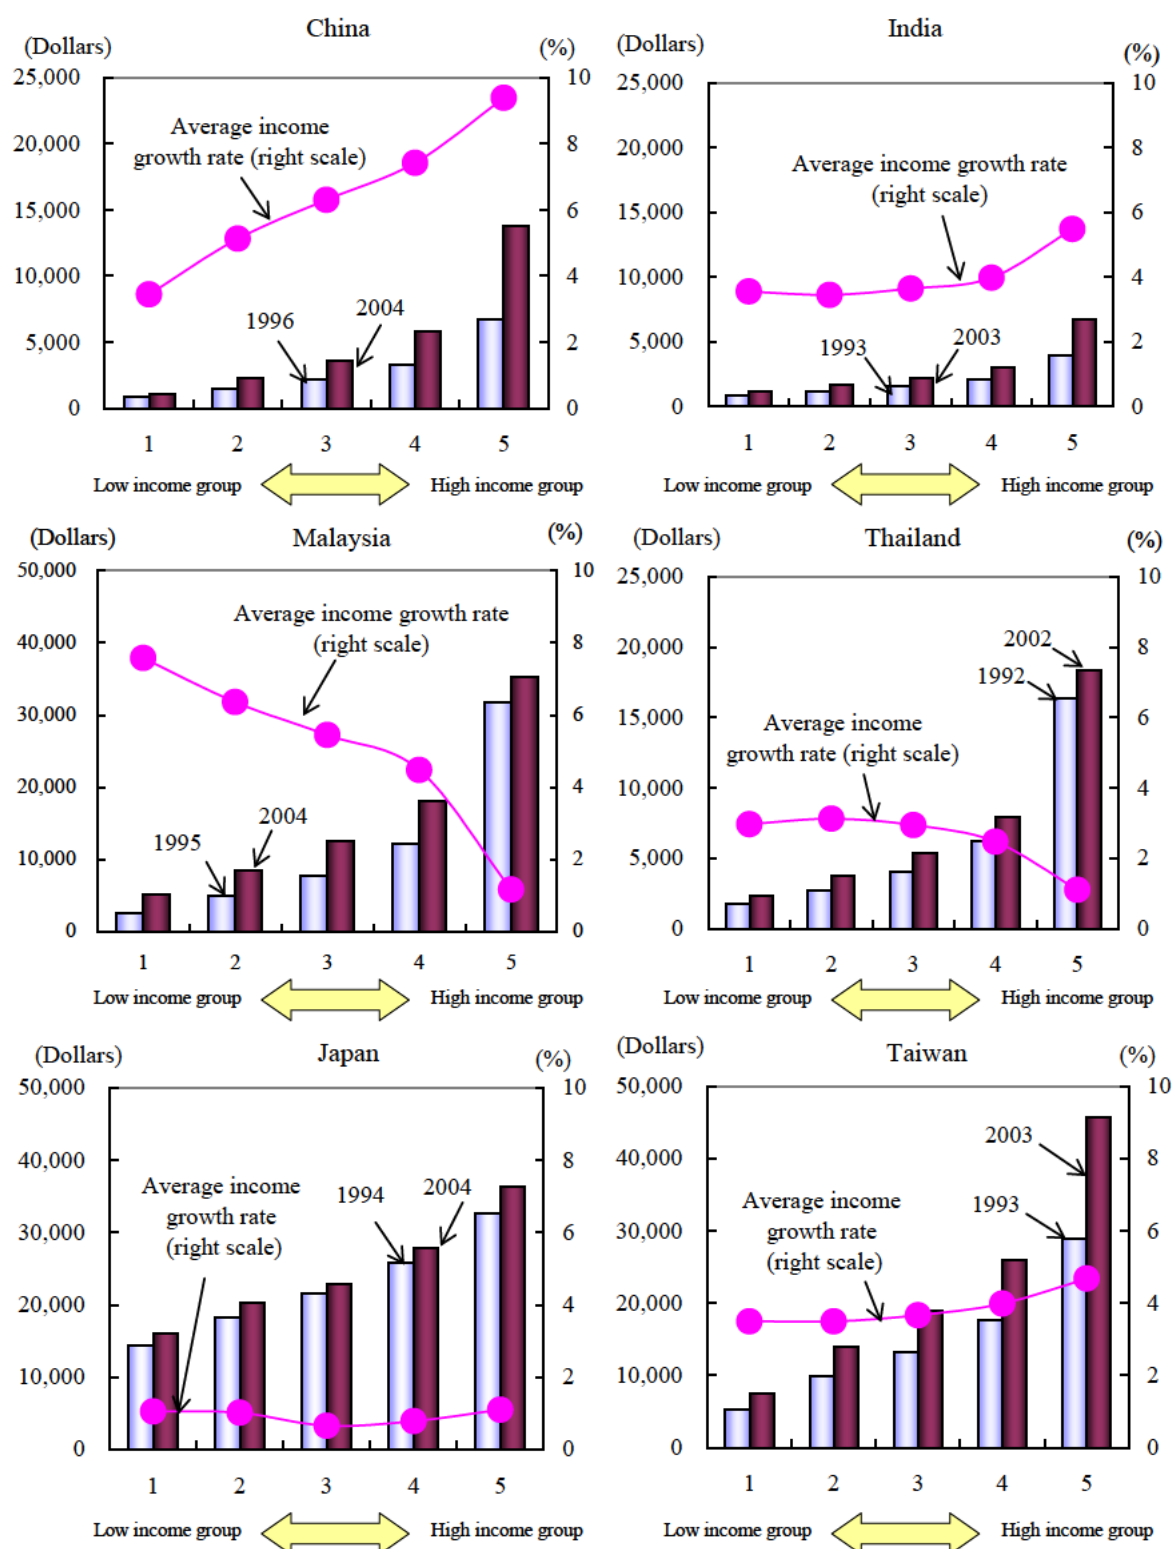 China
(Dollars)
(%)
25,000
20,000
15,000
10,000
5,000
0
10
8
6
4
2
0
Average income
growth rate (right scale)
1996
2004
1 2 3 4 5
Low income group
High income group
India
(Dollars)
(%)
25,000
20,000
15,000
10,000
5,000
0
10
8
6
4
2
0
Average income growth rate
(right scale)
1993
2003
1 2 3 4 5
Low income group
High income group
Malaysia
(Dollars)
(%)
50,000
40,000
30,000
20,000
10,000
0
10
8
6
4
2
0
Average income growth rate
(right scale)
1995
2004
1 2 3 4 5
Low income group
High income group
Thailand
(Dollars)
(%)
25,000
20,000
15,000
10,000
5,000
0
10
8
6
4
2
0
2002
1992
Average income
growth rate (right scale)
1 2 3 4 5
Low income group
High income group
Japan
(Dollars)
(%)
50,000
40,000
30,000
20,000
10,000
0
10
8
6
4
2
0
Average income
growth rate
(right scale)
1994
2004
1 2 3 4 5
Low income group
High income group
Taiwan
(Dollars)
(%)
50,000
40,000
30,000
20,000
10,000
0
10
8
6
4
2
0
2003
1993
Average income
growth rate
(right scale)
1 2 3 4 5
Low income group
High income group